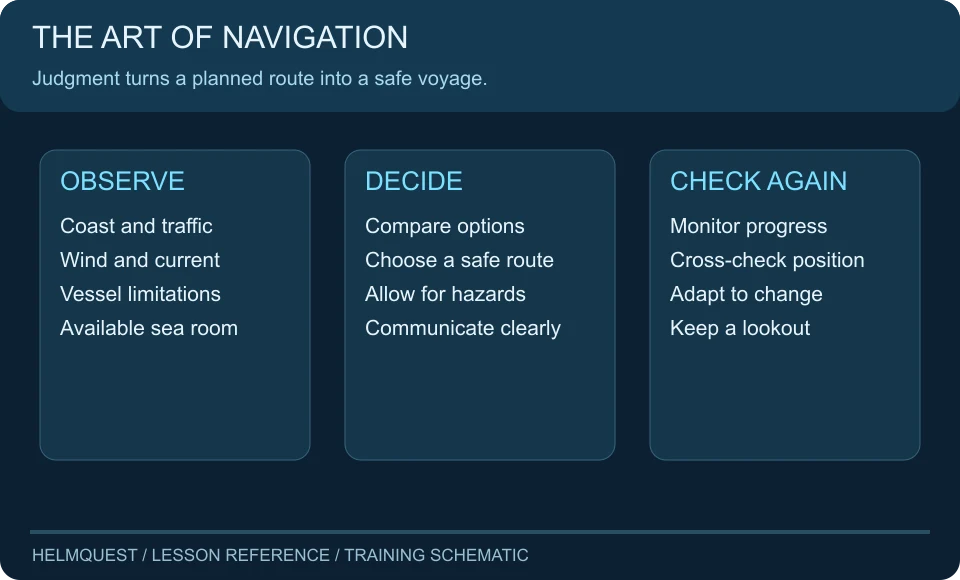 THE ART OF NAVIGATION
Judgment turns a planned route into a safe voyage.
OBSERVE
Coast and traffic
Wind and current
Vessel limitations
Available sea room
DECIDE
Compare options
Choose a safe route
Allow for hazards
Communicate clearly
CHECK AGAIN
Monitor progress
Cross-check position
Adapt to change
Keep a lookout
HELMQUEST / LESSON REFERENCE / TRAINING SCHEMATIC